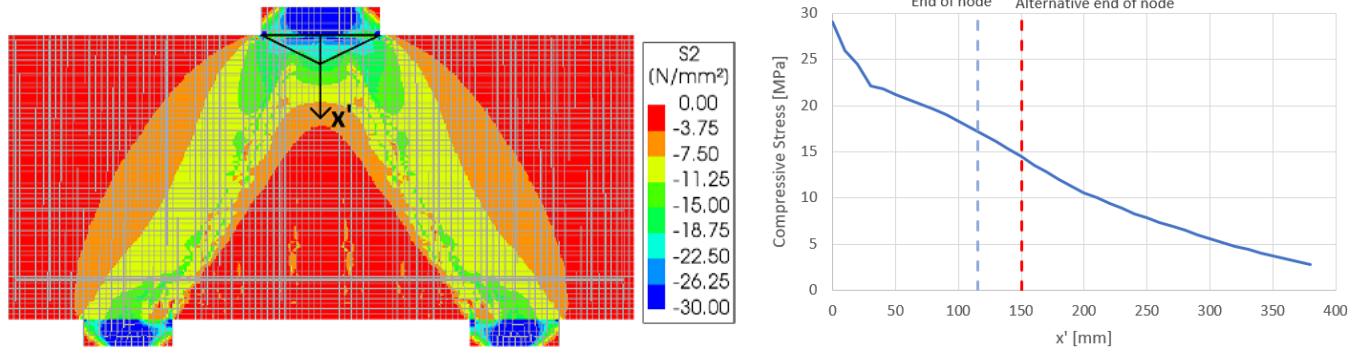 x'
S2
(N/mm²)
0.00
-3.75
-7.50
-11.25
-15.00
-18.75
-22.50
-26.25
-30.00
End of node
Alternative end of node
Compressive Stress [MPa]
30
25
20
15
10
5
0
0 50 100 150 200 250 300 350 400
x' [mm]